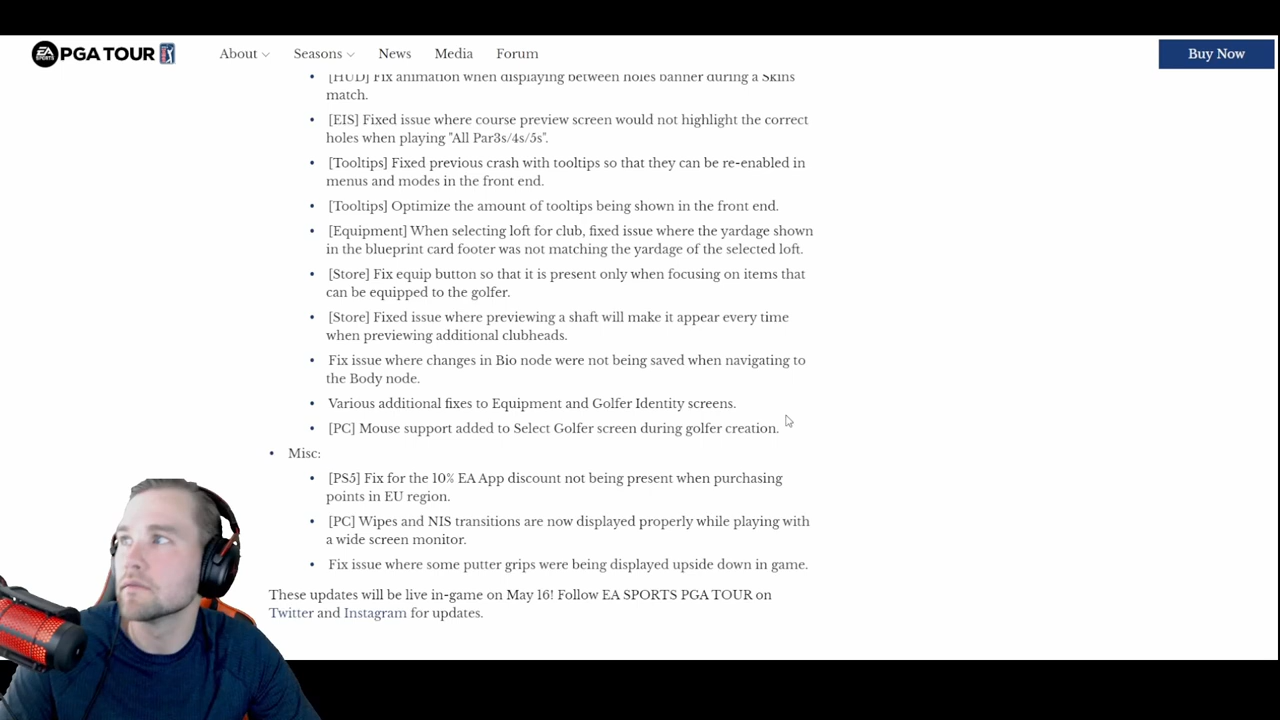 EA SPORTS PGA TOUR
About Seasons News Media Forum Buy Now
[HUD] Fix animation when displaying between holes banner during a Skins
match.
[EIS] Fixed issue where course preview screen would not highlight the correct
holes when playing "All Par3s/4s/5s".
[Tooltips] Fixed previous crash with tooltips so that they can be re-enabled in
menus and modes in the front end.
[Tooltips] Optimize the amount of tooltips being shown in the front end.
[Equipment] When selecting loft for club, fixed issue where the yardage shown
in the blueprint card footer was not matching the yardage of the selected loft.
[Store] Fix equip button so that it is present only when focusing on items that
can be equipped to the golfer.
[Store] Fixed issue where previewing a shaft will make it appear every time
when previewing additional clubheads.
Fix issue where changes in Bio node were not being saved when navigating to
the Body node.
Various additional fixes to Equipment and Golfer Identity screens.
[PC] Mouse support added to Select Golfer screen during golfer creation.
Misc:
[PS5] Fix for the 10% EA App discount not being present when purchasing
points in EU region.
[PC] Wipes and NIS transitions are now displayed properly while playing with
a wide screen monitor.
Fix issue where some putter grips were being displayed upside down in game.
These updates will be live in-game on May 16! Follow EA SPORTS PGA TOUR on
Twitter and Instagram for updates.